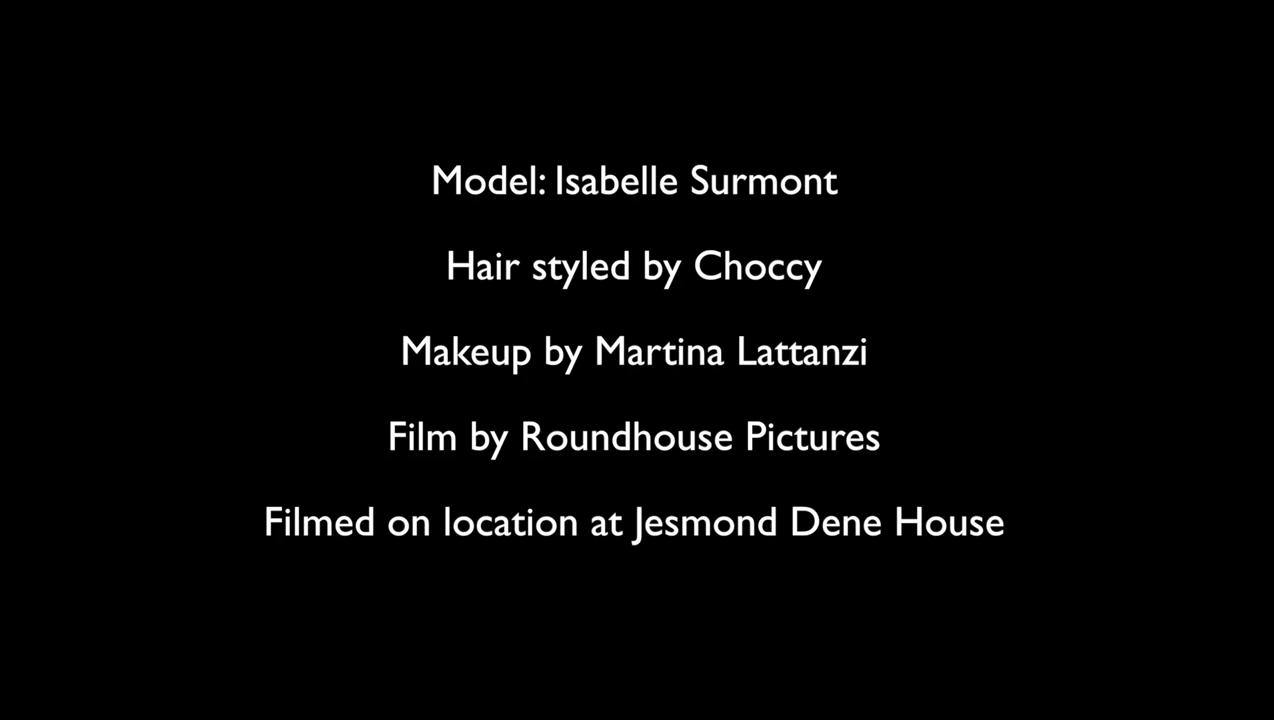 Model: Isabelle Surmont
Hair styled by Choccy
Makeup by Martina Lattanzi
Film by Roundhouse Pictures
Filmed on location at Jesmond Dene House